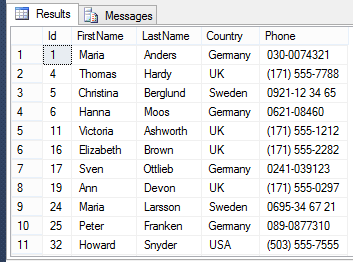 Results Messages
Id FirstName LastName Country Phone
1 1 Maria Anders Germany 030-0074321
2 4 Thomas Hardy UK (171) 555-7788
3 5 Christina Berglund Sweden 0921-12 34 65
4 6 Hanna Moos Germany 0621-08460
5 11 Victoria Ashworth UK (171) 555-1212
6 16 Elizabeth Brown UK (171) 555-2282
7 17 Sven Ottlieb Germany 0241-039123
8 19 Ann Devon UK (171) 555-0297
9 24 Maria Larsson Sweden 0695-34 67 21
10 25 Peter Franken Germany 089-0877310
11 32 Howard Snyder USA (503) 555-7555